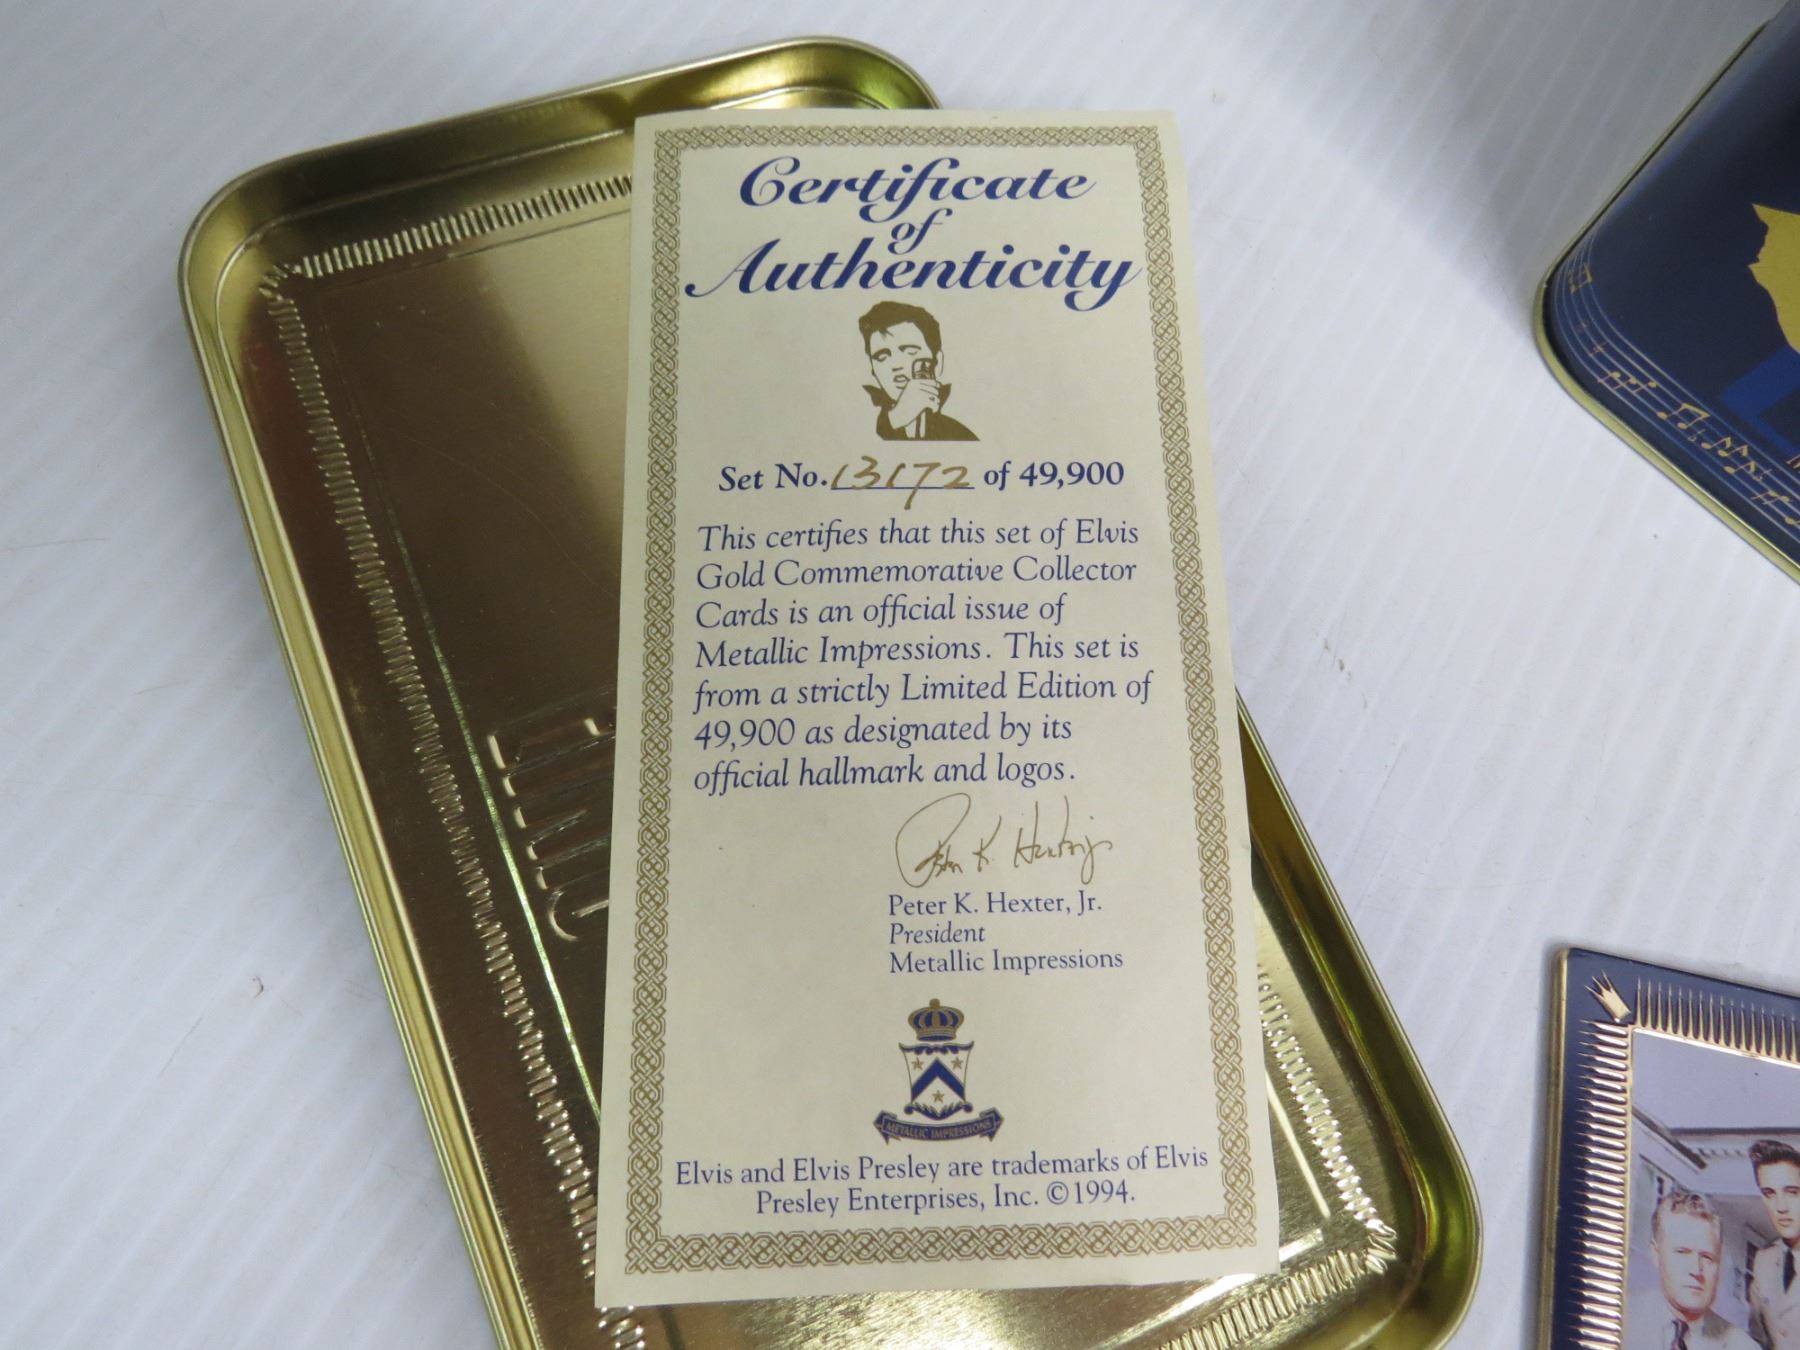 Certificate
of
Authenticity
Set No. 13172 of 49,900
This certifies that this set of Elvis
Gold Commemorative Collector
Cards is an official issue of
Metallic Impressions. This set is
from a strictly Limited Edition of
49,900 as designated by its
official hallmark and logos.
Peter K. Hexter, Jr.
Peter K. Hexter, Jr.
President
Metallic Impressions
METALLIC IMPRESSIONS
Elvis and Elvis Presley are trademarks of Elvis
Presley Enterprises, Inc. ©1994.